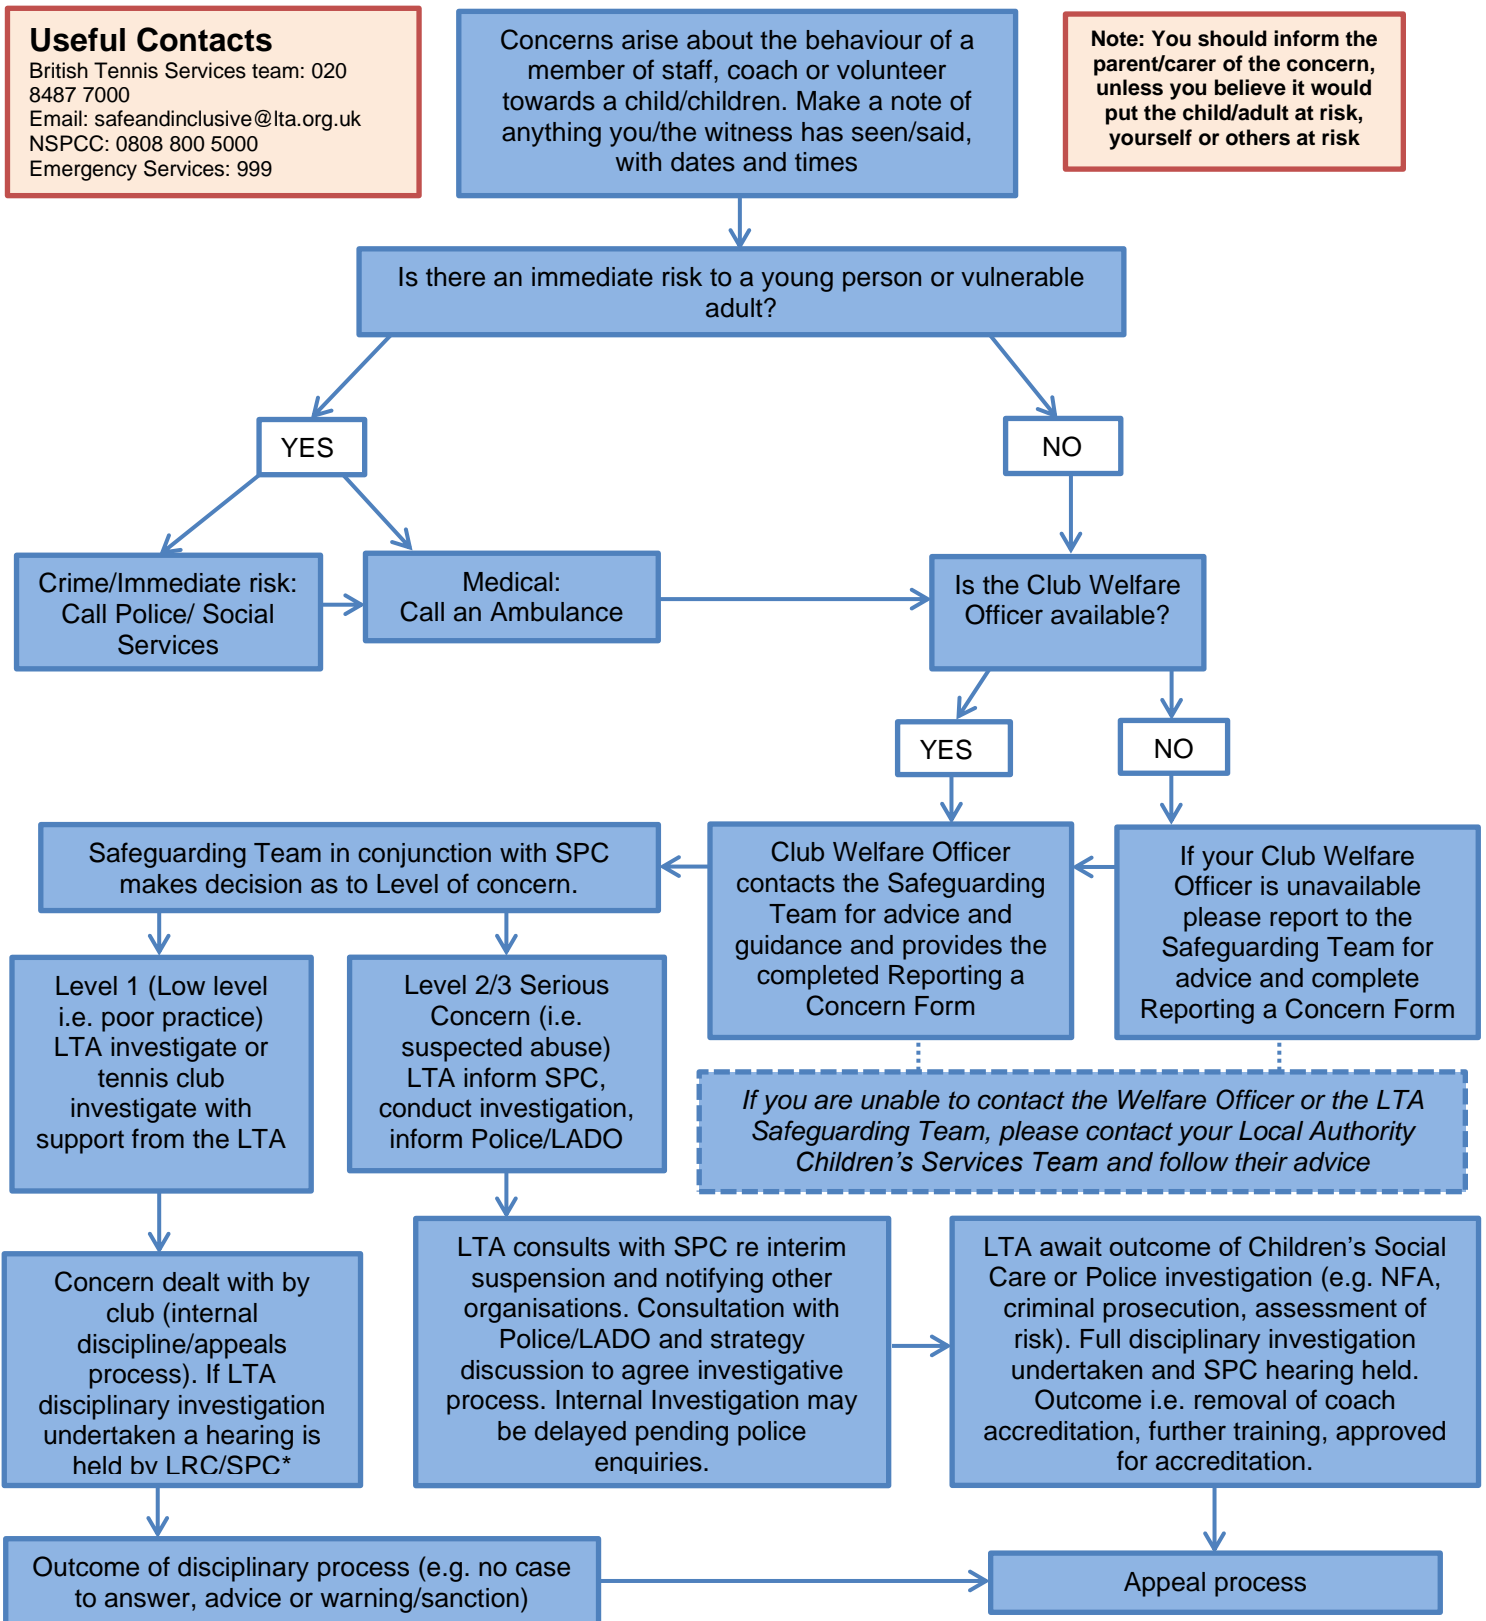 Useful Contacts
British Tennis Services team: 020
8487 7000
Email: safeandinclusive@lta.org.uk
NSPCC: 0808 800 5000
Emergency Services: 999
Concerns arise about the behaviour of a
member of staff, coach or volunteer
towards a child/children. Make a note of
anything you/the witness has seen/said,
with dates and times
Note: You should inform the
parent/carer of the concern,
unless you believe it would
put the child/adult at risk,
yourself or others at risk
Is there an immediate risk to a young person or vulnerable
adult?
YES
NO
Crime/Immediate risk:
Call Police/ Social
Services
Medical:
Call an Ambulance
Is the Club Welfare
Officer available?
YES
NO
Safeguarding Team in conjunction with SPC
makes decision as to Level of concern.
Club Welfare Officer
contacts the Safeguarding
Team for advice and
guidance and provides the
completed Reporting a
Concern Form
If your Club Welfare
Officer is unavailable
please report to the
Safeguarding Team for
advice and complete
Reporting a Concern Form
Level 1 (Low level
i.e. poor practice)
LTA investigate or
tennis club
investigate with
support from the LTA
Level 2/3 Serious
Concern (i.e.
suspected abuse)
LTA inform SPC,
conduct investigation,
inform Police/LADO
If you are unable to contact the Welfare Officer or the LTA
Safeguarding Team, please contact your Local Authority
Children’s Services Team and follow their advice
Concern dealt with by
club (internal
discipline/appeals
process). If LTA
disciplinary investigation
undertaken a hearing is
held by LRC/SPC*
LTA consults with SPC re interim
suspension and notifying other
organisations. Consultation with
Police/LADO and strategy
discussion to agree investigative
process. Internal Investigation may
be delayed pending police
enquiries.
LTA await outcome of Children’s Social
Care or Police investigation (e.g. NFA,
criminal prosecution, assessment of
risk). Full disciplinary investigation
undertaken and SPC hearing held.
Outcome i.e. removal of coach
accreditation, further training, approved
for accreditation.
Outcome of disciplinary process (e.g. no case
to answer, advice or warning/sanction)
Appeal process